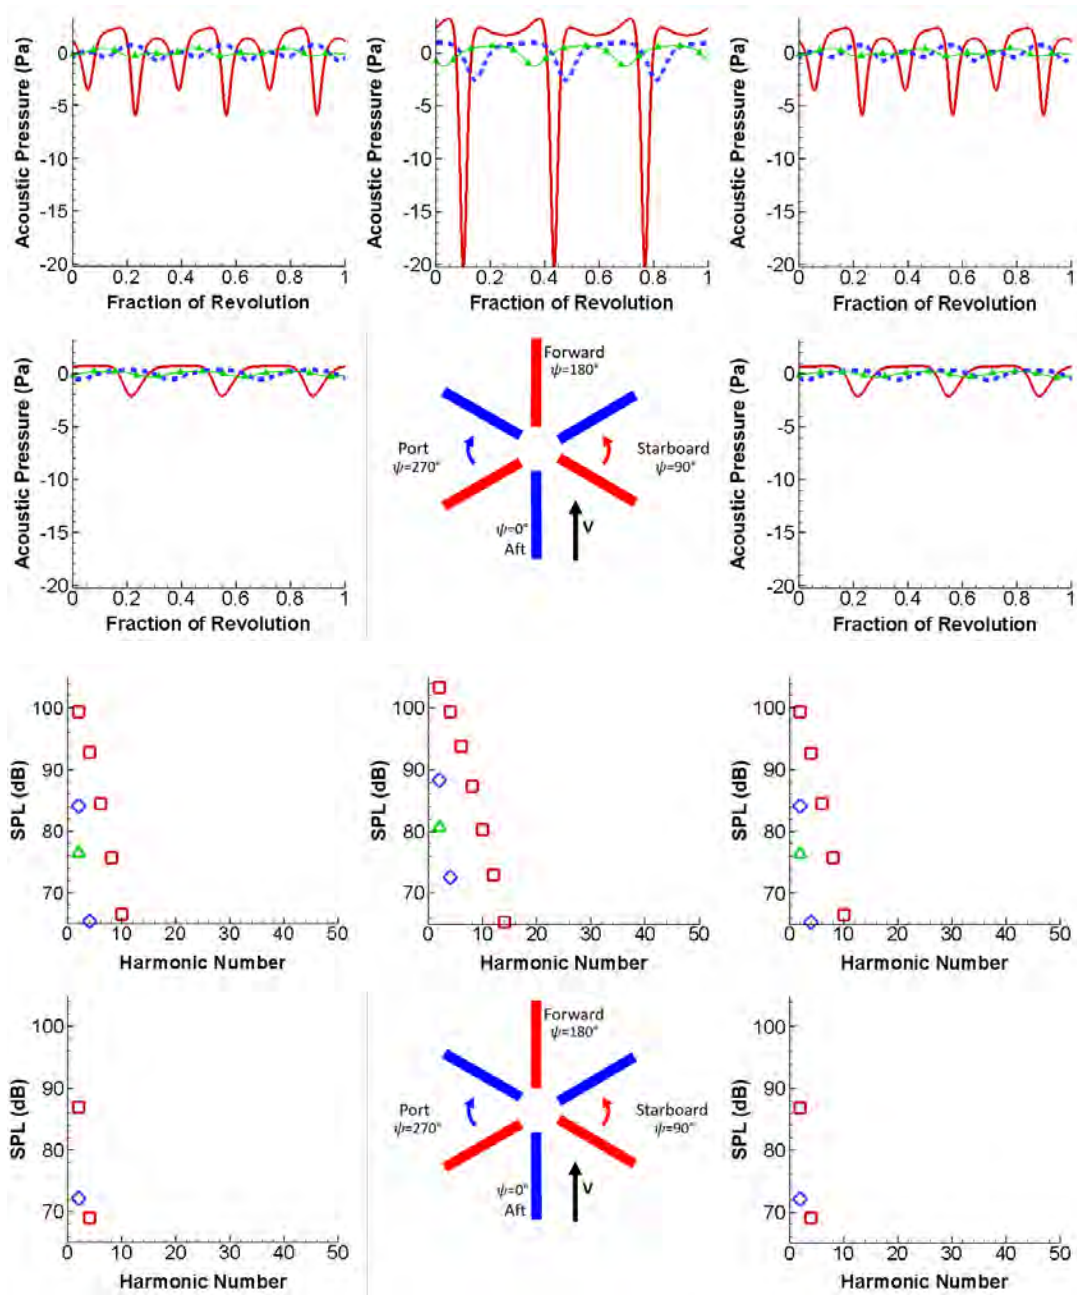 Acoustic Pressure (Pa)
0
-5
-10
-15
-20
0 0.2 0.4 0.6 0.8 1
Fraction of Revolution
Acoustic Pressure (Pa)
0
-5
-10
-15
-20
0 0.2 0.4 0.6 0.8 1
Fraction of Revolution
Acoustic Pressure (Pa)
0
-5
-10
-15
-20
0 0.2 0.4 0.6 0.8 1
Fraction of Revolution
Acoustic Pressure (Pa)
0
-5
-10
-15
-20
0 0.2 0.4 0.6 0.8 1
Fraction of Revolution
Forward
ψ=180°
Port
ψ=270°
Starboard
ψ=90°
ψ=0°
Aft
V
Acoustic Pressure (Pa)
0
-5
-10
-15
-20
0 0.2 0.4 0.6 0.8 1
Fraction of Revolution
SPL (dB)
100
90
80
70
0 10 20 30 40 50
Harmonic Number
SPL (dB)
100
90
80
70
0 10 20 30 40 50
Harmonic Number
SPL (dB)
100
90
80
70
0 10 20 30 40 50
Harmonic Number
SPL (dB)
100
90
80
70
0 10 20 30 40 50
Harmonic Number
Forward
ψ=180°
Port
ψ=270°
Starboard
ψ=90°
ψ=0°
Aft
V
SPL (dB)
100
90
80
70
0 10 20 30 40 50
Harmonic Number